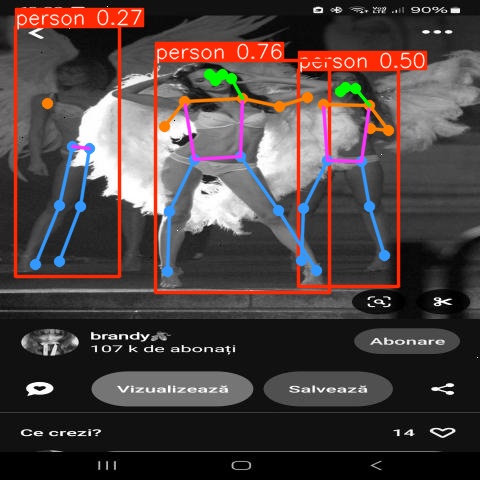 90%
person 0.27
person 0.76
person 0.50
brandy
107 k de abonați
Abonare
Vizualizează
Salvează
Ce crezi?
14